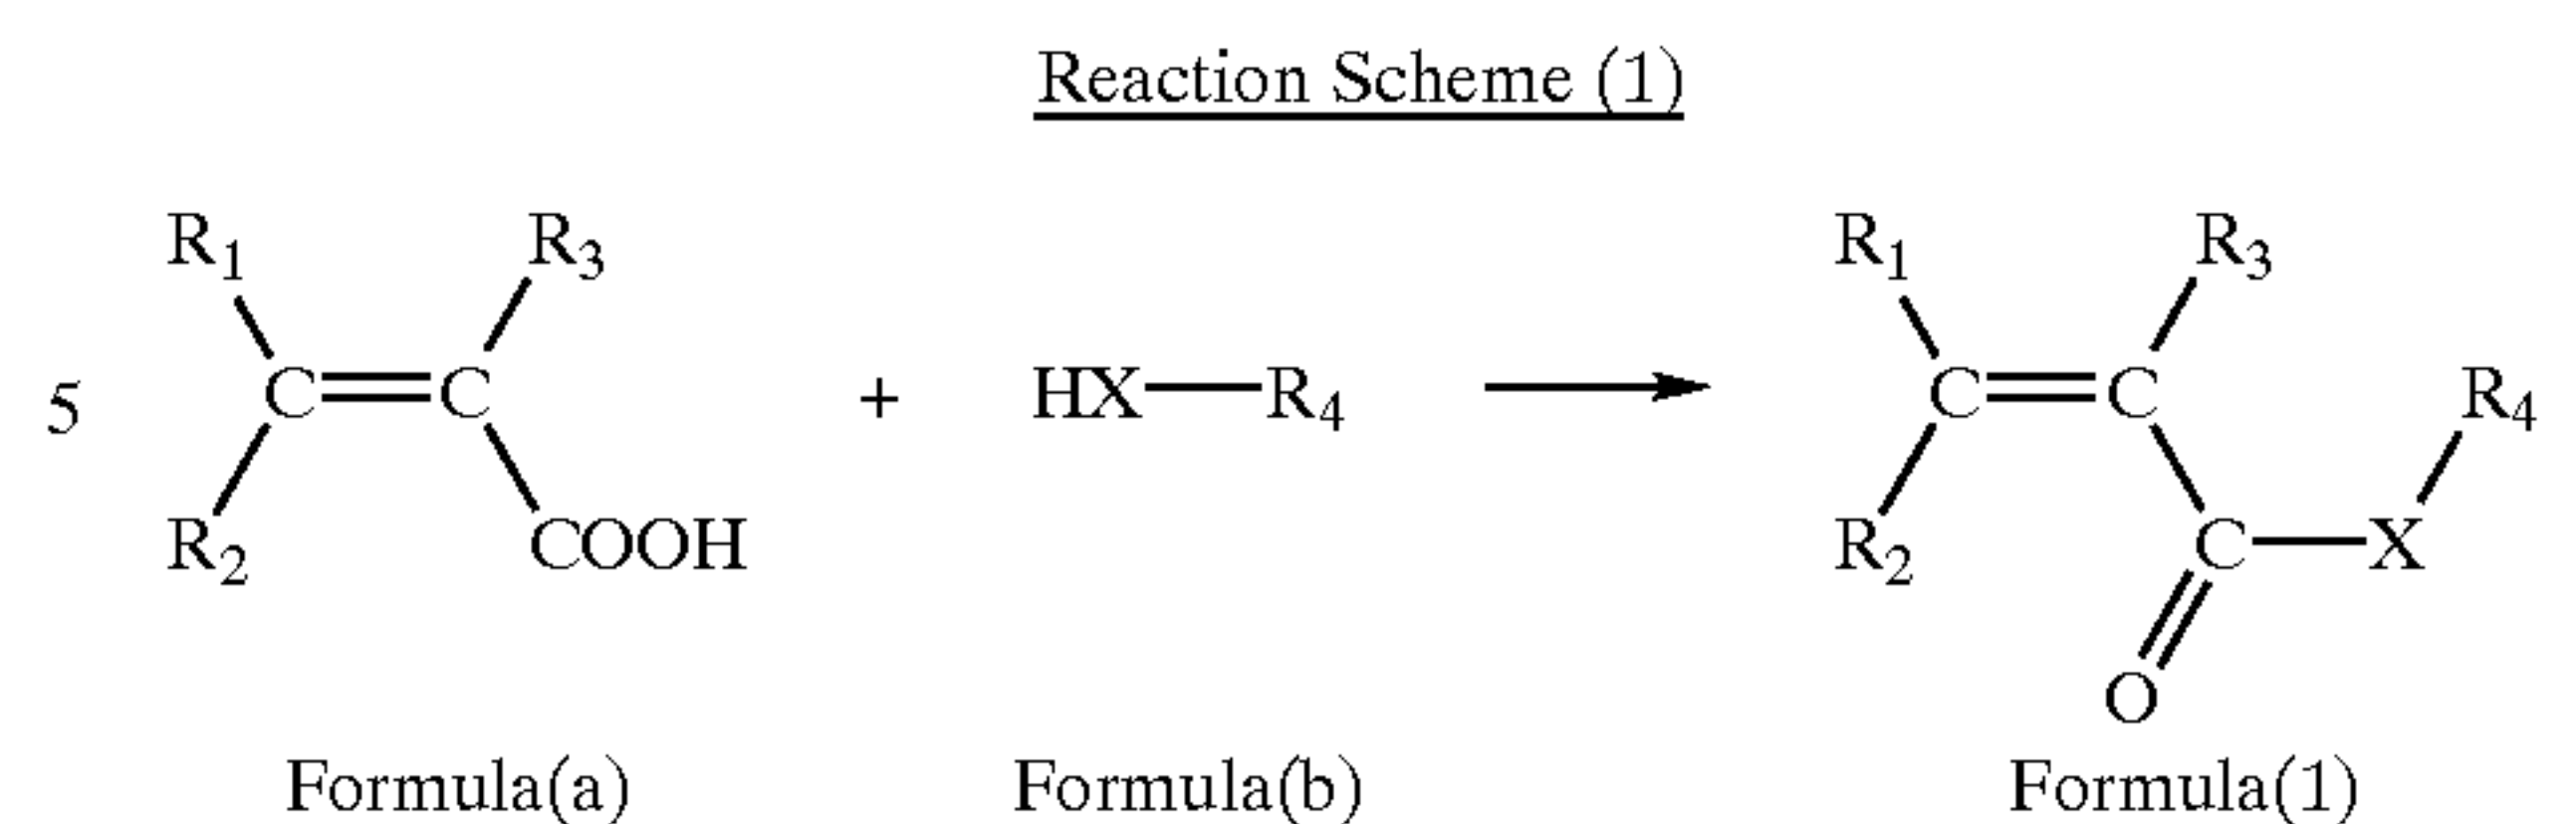 Reaction Scheme (1)
R1 R3 R1 R3
5 C C + HX R4 C C R4
R2 COOH R2 C X
O
Formula(a) Formula(b) Formula(1)